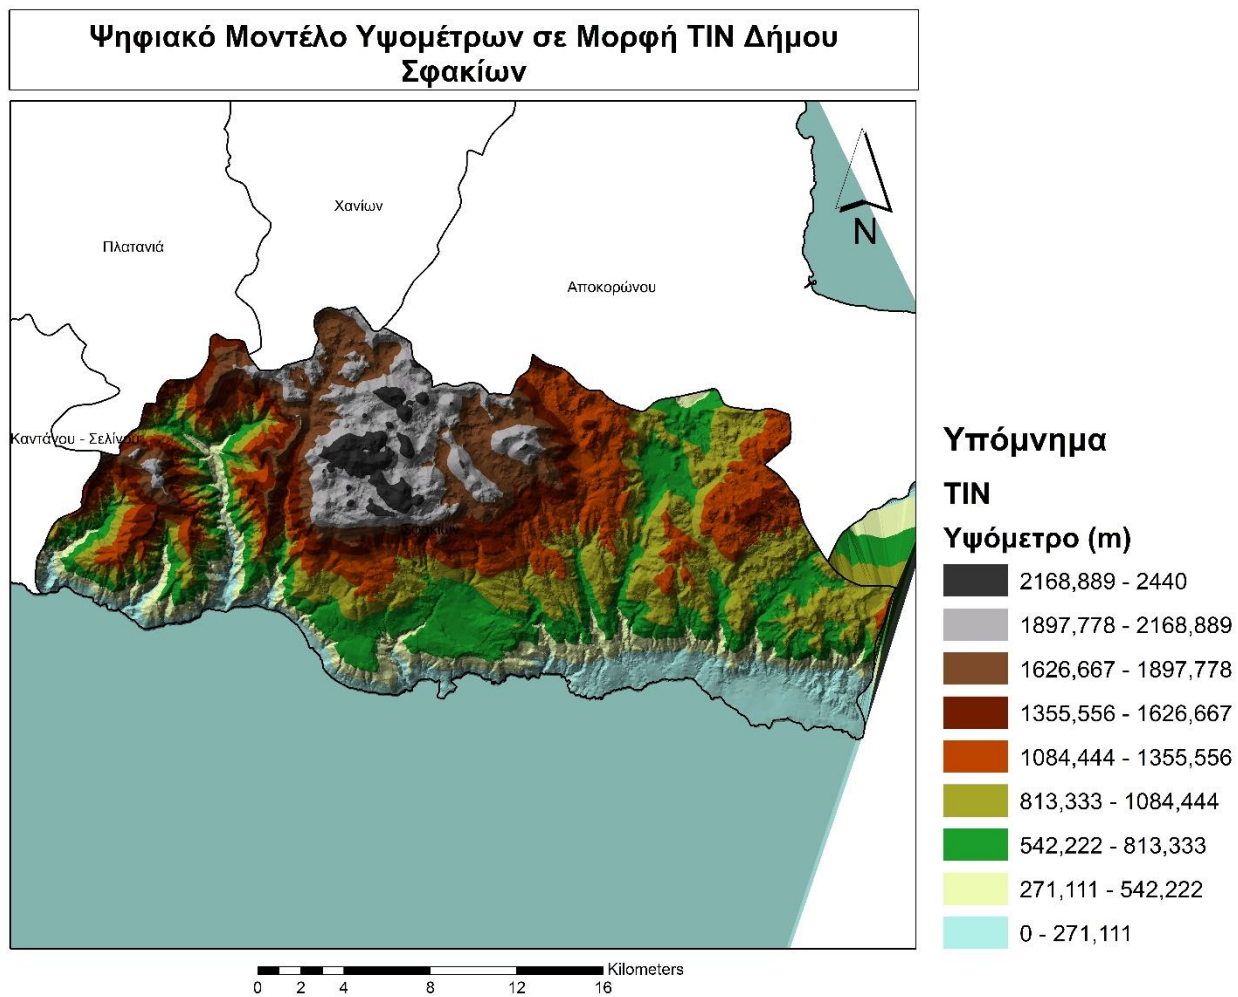 Ψηφιακό Μοντέλο Υψομέτρων σε Μορφή TIN Δήμου
Σφακίων
Χανίων
Πλατανιά
Αποκορώνου
N
Καντάνου - Σελίνου
Σφακίων
Υπόμνημα
TIN
Υψόμετρο (m)
2168,889 - 2440
1897,778 - 2168,889
1626,667 - 1897,778
1355,556 - 1626,667
1084,444 - 1355,556
813,333 - 1084,444
542,222 - 813,333
271,111 - 542,222
0 - 271,111
Kilometers
0 2 4 8 12 16